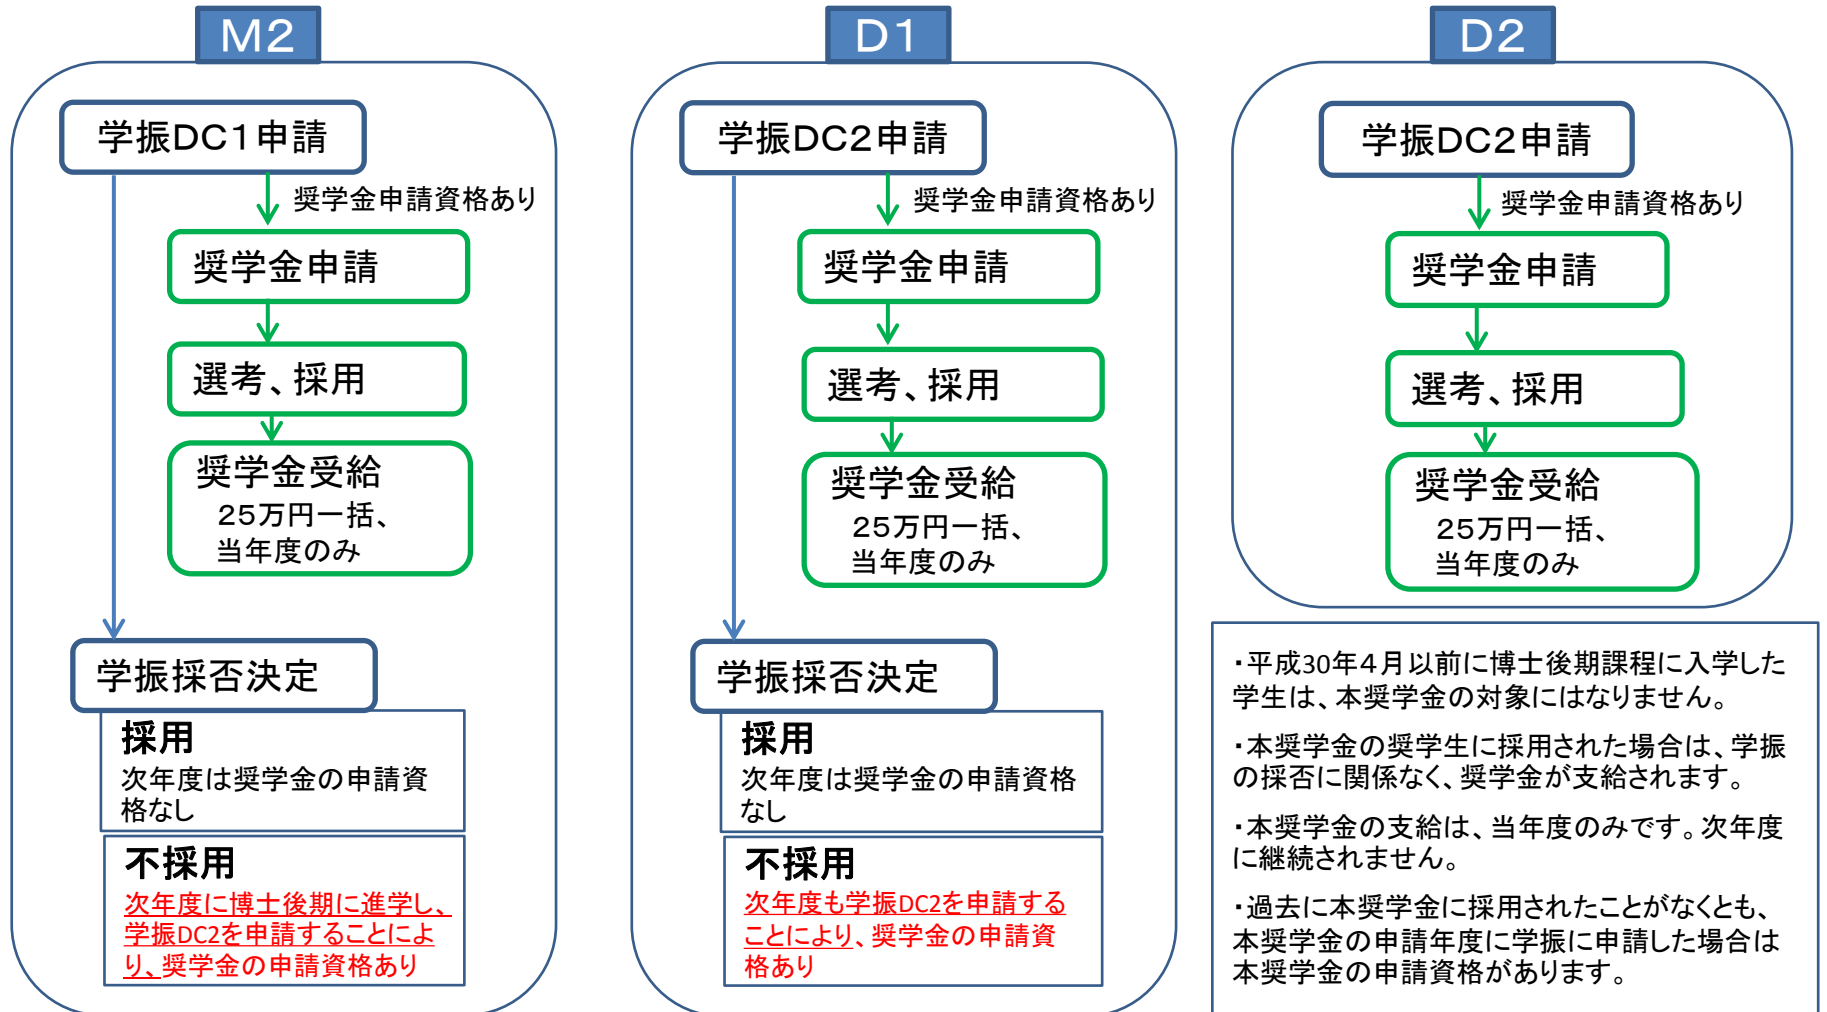 M2
学振DC1申請
奨学金申請資格あり
奨学金申請
選考、採用
奨学金受給
25万円一括、
当年度のみ
学振採否決定
採用
次年度は奨学金の申請資
格なし
不採用
次年度に博士後期に進学し、
学振DC2を申請することによ
り、奨学金の申請資格あり
D1
学振DC2申請
奨学金申請資格あり
奨学金申請
選考、採用
奨学金受給
25万円一括、
当年度のみ
学振採否決定
採用
次年度は奨学金の申請資格
なし
不採用
次年度も学振DC2を申請する
ことにより、奨学金の申請資
格あり
D2
学振DC2申請
奨学金申請資格あり
奨学金申請
選考、採用
奨学金受給
25万円一括、
当年度のみ
・平成30年4月以前に博士後期課程に入学した
学生は、本奨学金の対象にはなりません。
・本奨学金の奨学生に採用された場合は、学振
の採否に関係なく、奨学金が支給されます。
・本奨学金の支給は、当年度のみです。次年度
に継続されません。
・過去に本奨学金に採用されたことがなくとも、
本奨学金の申請年度に学振に申請した場合は
本奨学金の申請資格があります。